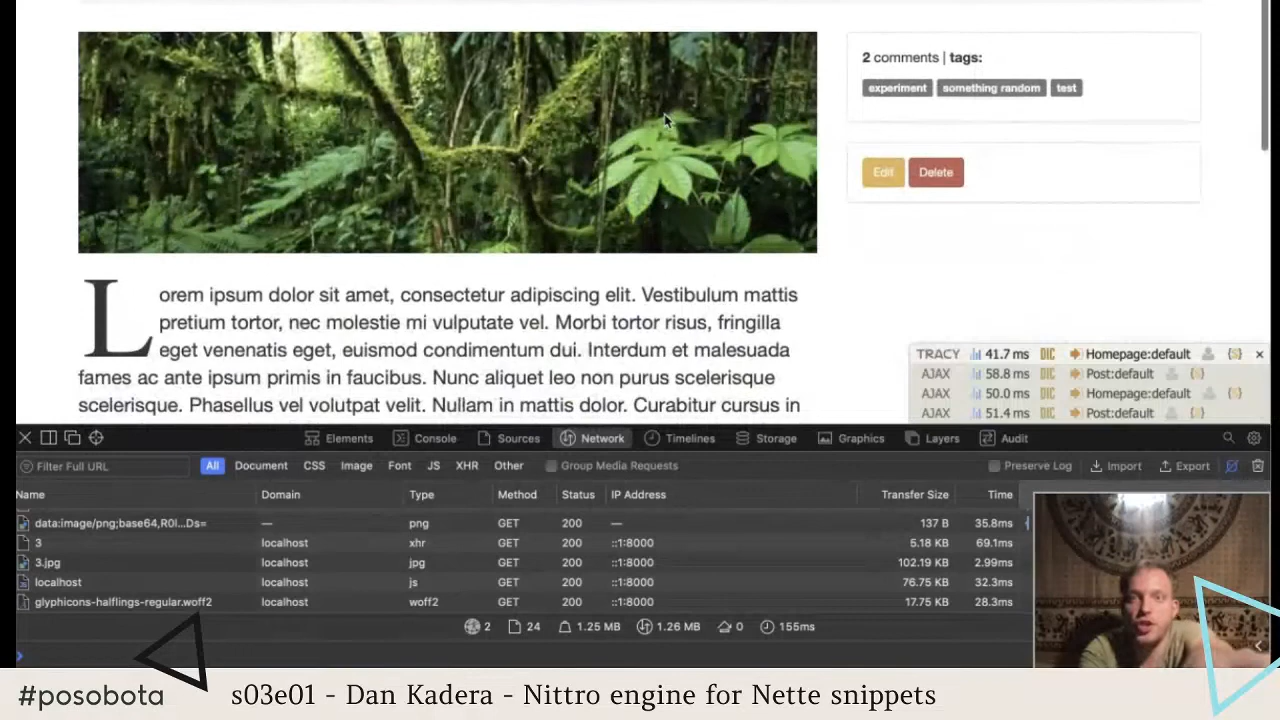 2 comments | tags:
experiment something random test
Edit Delete
Lorem ipsum dolor sit amet, consectetur adipiscing elit. Vestibulum mattis
pretium tortor, nec molestie mi vulputate vel. Morbi tortor risus, fringilla
eget venenatis eget, euismod condimentum dui. Interdum et malesuada
fames ac ante ipsum primis in faucibus. Nunc aliquet leo non purus scelerisque
scelerisque. Phasellus vel volutpat velit. Nullam in mattis dolor. Curabitur cursus in
TRACY 41.7 ms DIC Homepage:default
AJAX 58.8 ms DIC Post:default
AJAX 50.0 ms DIC Homepage:default
AJAX 51.4 ms DIC Post:default
Elements Console Sources Network Timelines Storage Graphics Layers Audit
Filter Full URL All Document CSS Image Font JS XHR Other Group Media Requests Preserve Log Import Export
Name Domain Type Method Status IP Address Transfer Size Time
data:image/png;base64,R0l...Ds= — png GET 200 — 137 B 35.8ms
3 localhost xhr GET 200 ::1:8000 5.18 KB 69.1ms
3.jpg localhost jpg GET 200 ::1:8000 102.19 KB 2.99ms
localhost localhost js GET 200 ::1:8000 76.75 KB 32.3ms
glyphicons-halflings-regular.woff2 localhost woff2 GET 200 ::1:8000 17.75 KB 28.3ms
2 24 1.25 MB 1.26 MB 0 155ms
#posobota s03e01 - Dan Kadera - Nittro engine for Nette snippets